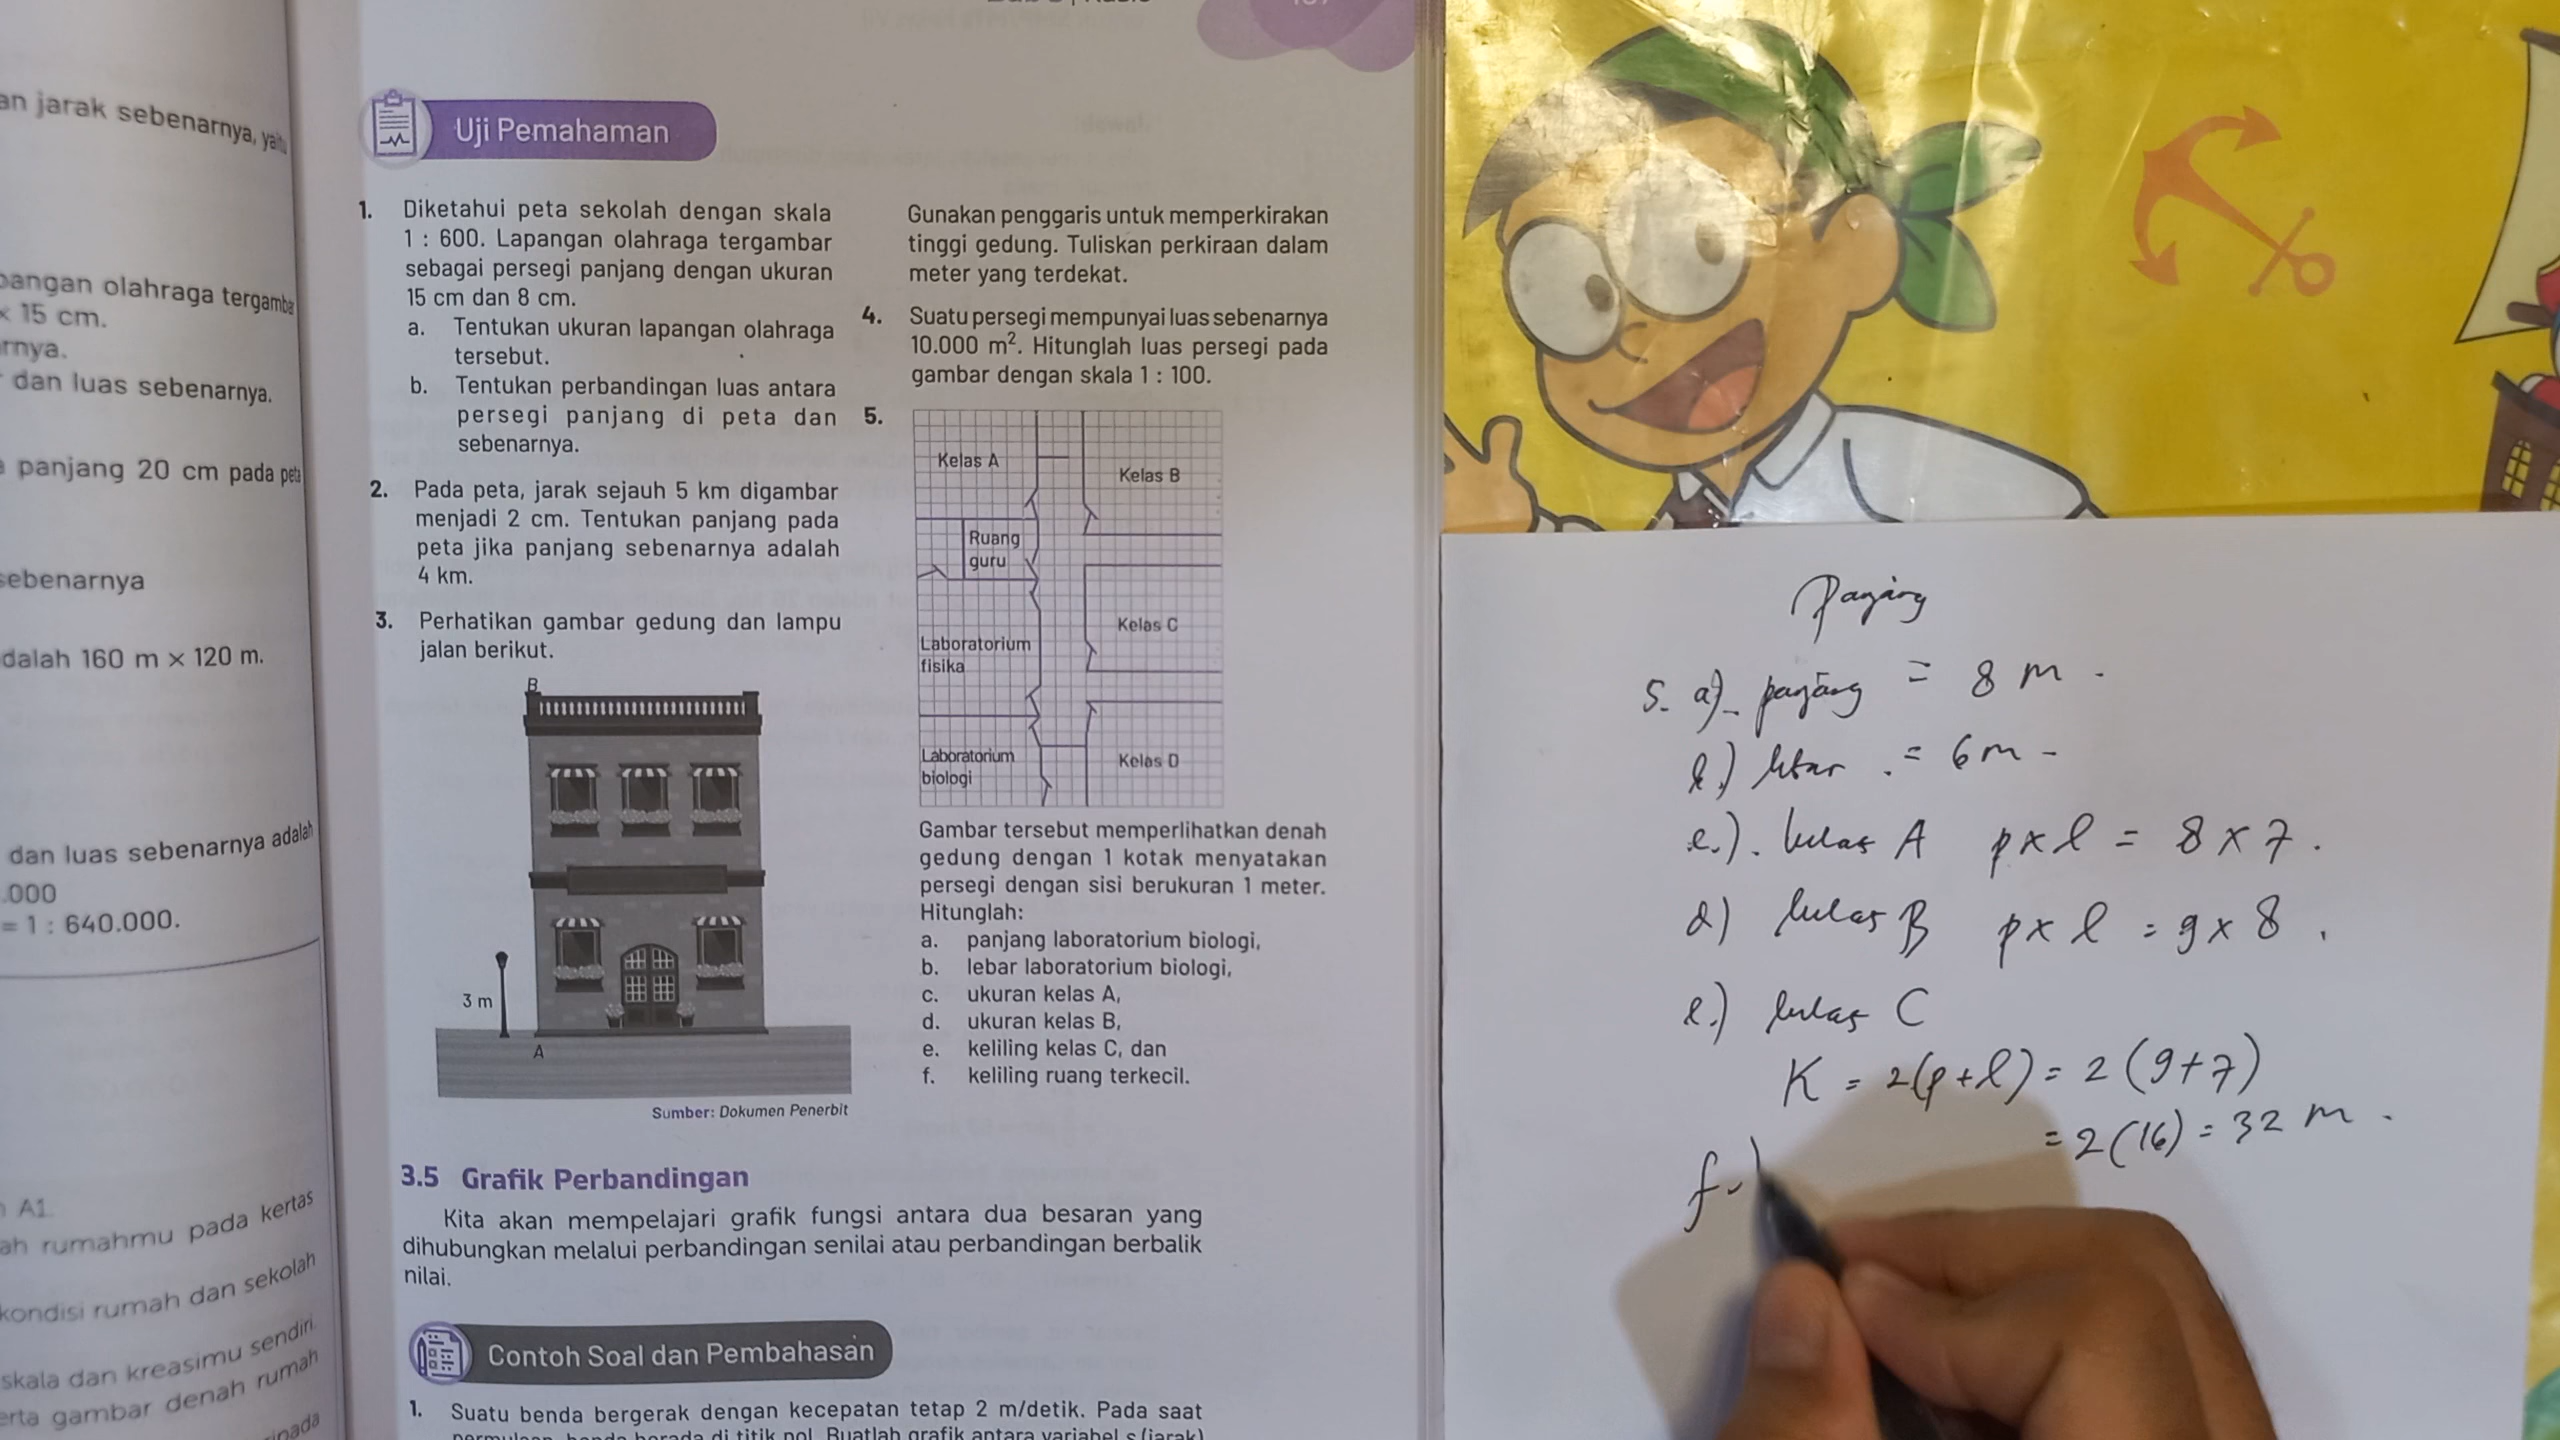 an jarak sebenarnya,
pangan olahraga tergamba
× 15 cm.
rnya.
dan luas sebenarnya.
panjang 20 cm pada peta
sebenarnya
dalah 160 m × 120 m.
dan luas sebenarnya adalah
.000
= 1 : 640.000.
A1.
ah rumahmu pada kertas
kondisi rumah dan sekolah
skala dan kreasimu sendiri.
erta gambar denah rumah
Uji Pemahaman
1. Diketahui peta sekolah dengan skala
1 : 600. Lapangan olahraga tergambar
sebagai persegi panjang dengan ukuran
15 cm dan 8 cm.
a. Tentukan ukuran lapangan olahraga
tersebut.
b. Tentukan perbandingan luas antara
persegi panjang di peta dan
sebenarnya.
2. Pada peta, jarak sejauh 5 km digambar
menjadi 2 cm. Tentukan panjang pada
peta jika panjang sebenarnya adalah
4 km.
3. Perhatikan gambar gedung dan lampu
jalan berikut.
B
3 m
A
Sumber: Dokumen Penerbit
Gunakan penggaris untuk memperkirakan
tinggi gedung. Tuliskan perkiraan dalam
meter yang terdekat.
4. Suatu persegi mempunyai luas sebenarnya
10.000 m². Hitunglah luas persegi pada
gambar dengan skala 1 : 100.
5.
Kelas A
Kelas B
Ruang
guru
Kelas C
Laboratorium
fisika
Laboratorium
biologi
Kelas D
Gambar tersebut memperlihatkan denah
gedung dengan 1 kotak menyatakan
persegi dengan sisi berukuran 1 meter.
Hitunglah:
a. panjang laboratorium biologi,
b. lebar laboratorium biologi,
c. ukuran kelas A,
d. ukuran kelas B,
e. keliling kelas C, dan
f. keliling ruang terkecil.
3.5 Grafik Perbandingan
Kita akan mempelajari grafik fungsi antara dua besaran yang
dihubungkan melalui perbandingan senilai atau perbandingan berbalik
nilai.
Contoh Soal dan Pembahasan
1. Suatu benda bergerak dengan kecepatan tetap 2 m/detik. Pada saat
permulaan, benda berada di titik nol. Buatlah grafik antara variabel s (jarak)
Panjang
5. a) panjang = 8 m .
b.) lebar . = 6 m -
c.). kelas A p x l = 8 x 7 .
d) kelas B p x l = 9 x 8 .
e.) kelas C
K = 2(p+l) = 2(9+7)
= 2(16) = 32 m .
f.)